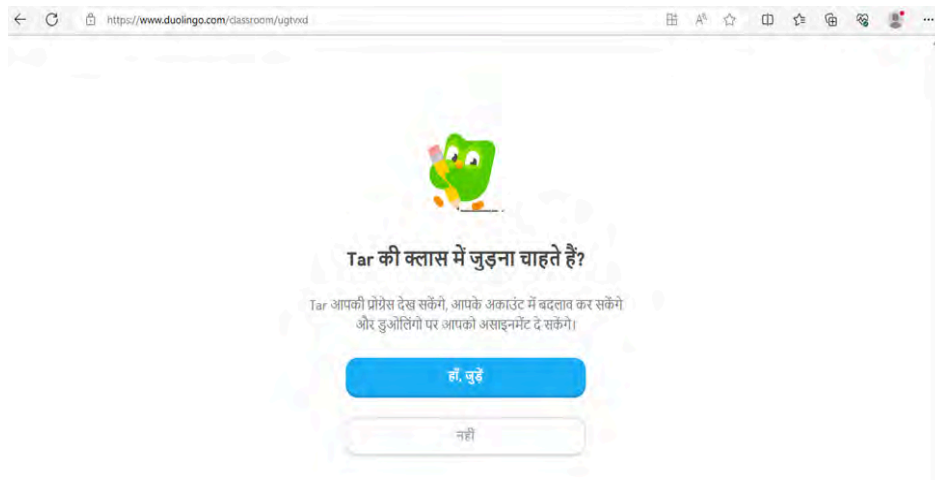 https://www.duolingo.com/classroom/ugtvxd
Tar की क्लास में जुड़ना चाहते हैं?
Tar आपकी प्रोग्रेस देख सकेंगे, आपके अकाउंट में बदलाव कर सकेंगे
और डुओलिंगो पर आपको असाइनमेंट दे सकेंगे।
हाँ, जुड़ें
नहीं